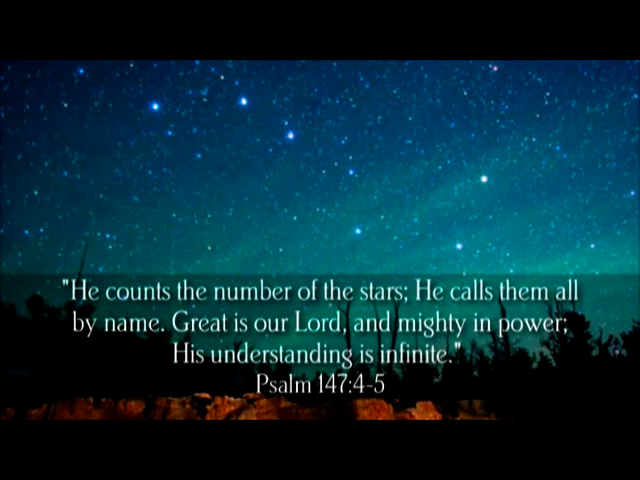 "He counts the number of the stars; He calls them all
by name. Great is our Lord, and mighty in power;
His understanding is infinite."
Psalm 147:4-5